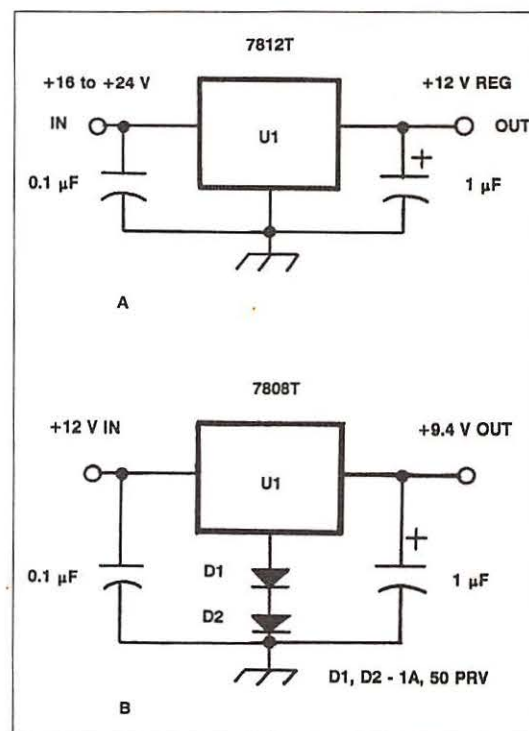 7812T
+16 to +24 V
+12 V REG
IN
U1
OUT
+
0.1 µF
1 µF
A
7808T
+12 V IN
+9.4 V OUT
U1
+
0.1 µF
D1
1 µF
D2
D1, D2 - 1A, 50 PRV
B